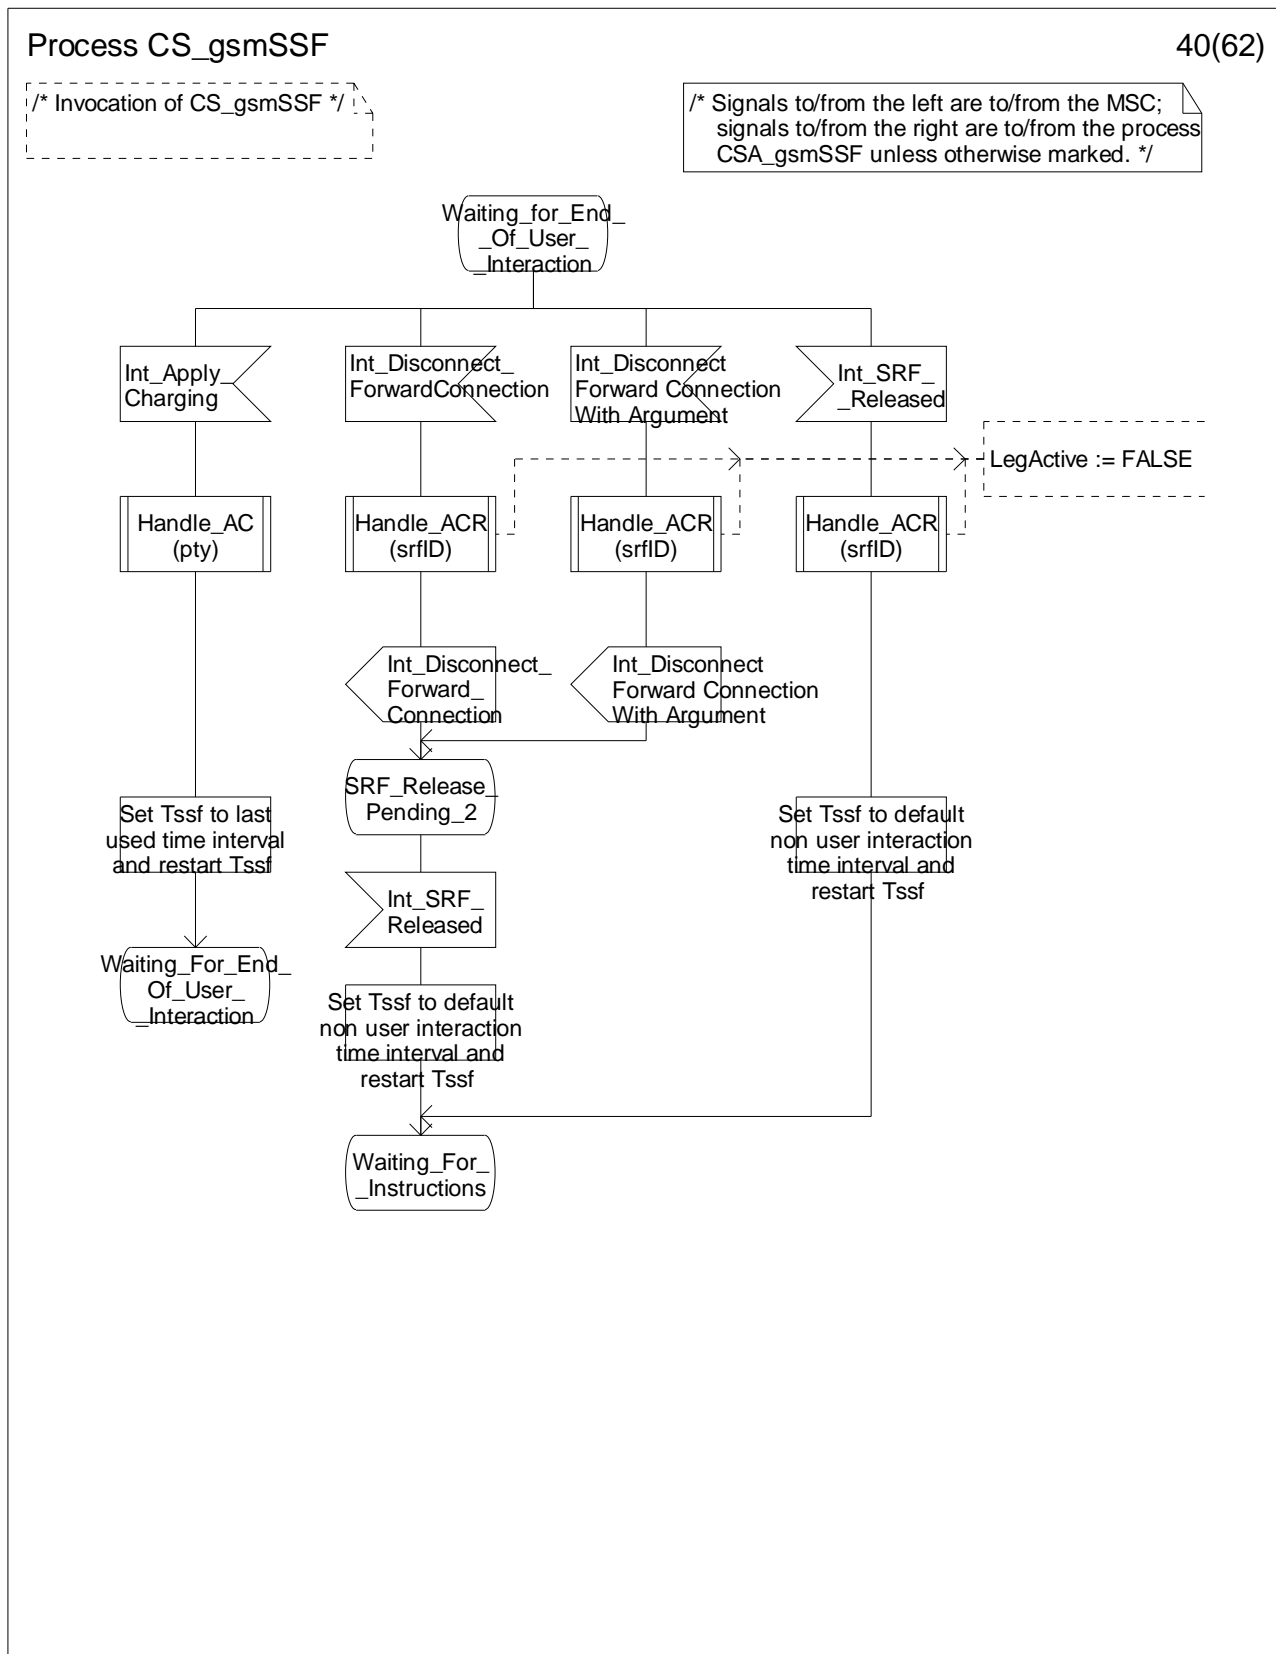 Process CS_gsmSSF
40(62)
/* Invocation of CS_gsmSSF */
/* Signals to/from the left are to/from the MSC;
signals to/from the right are to/from the process
CSA_gsmSSF unless otherwise marked. */
Waiting_for_End_
_Of_User_
_Interaction
Int_Apply_
Charging
Int_Disconnect_
ForwardConnection
Int_Disconnect
Forward Connection
With Argument
Int_SRF_
_Released
LegActive := FALSE
Handle_AC
(pty)
Handle_ACR
(srfID)
Handle_ACR
(srfID)
Handle_ACR
(srfID)
Int_Disconnect_
Forward_
Connection
Int_Disconnect
Forward Connection
With Argument
SRF_Release_
Pending_2
Set Tssf to last
used time interval
and restart Tssf
Set Tssf to default
non user interaction
time interval and
restart Tssf
Int_SRF_
Released
Waiting_For_End_
Of_User_
_Interaction
Set Tssf to default
non user interaction
time interval and
restart Tssf
Waiting_For_
_Instructions